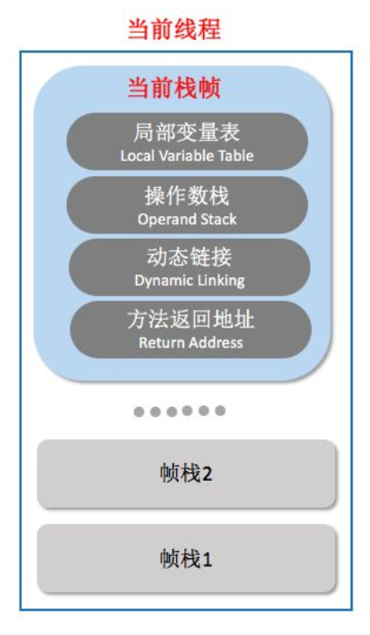 当前线程
当前栈帧
局部变量表
Local Variable Table
操作数栈
Operand Stack
动态链接
Dynamic Linking
方法返回地址
Return Address
帧栈2
帧栈1